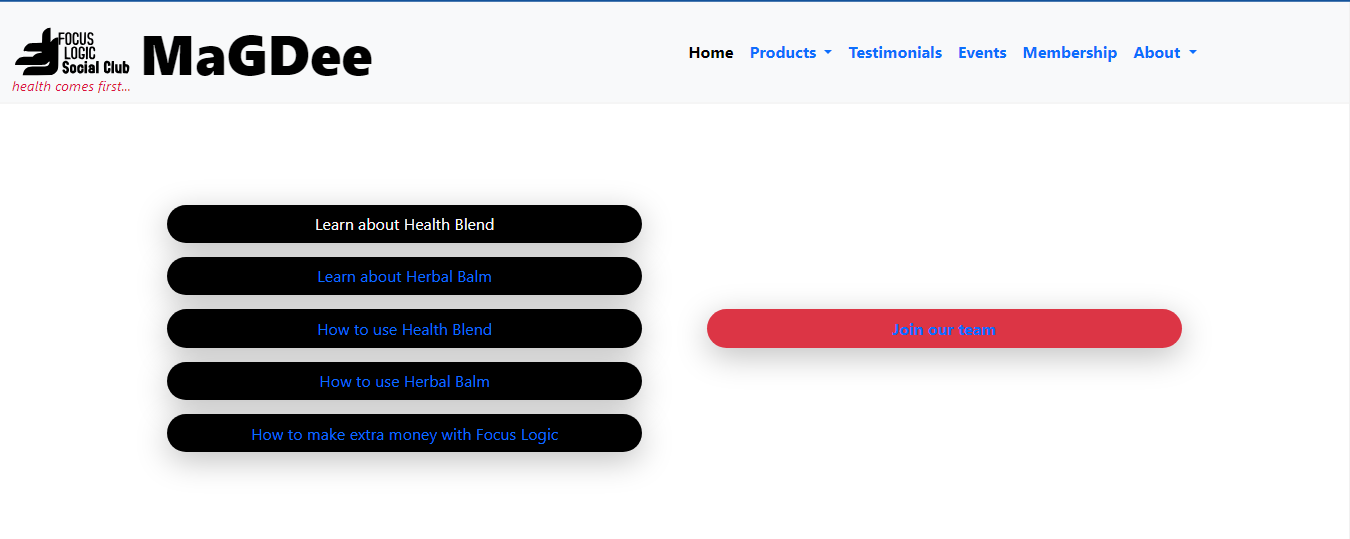 FOCUS
LOGIC
Social Club
health comes first...
MaGDee
Home Products Testimonials Events Membership About
Learn about Health Blend
Learn about Herbal Balm
How to use Health Blend
How to use Herbal Balm
How to make extra money with Focus Logic
Join our team